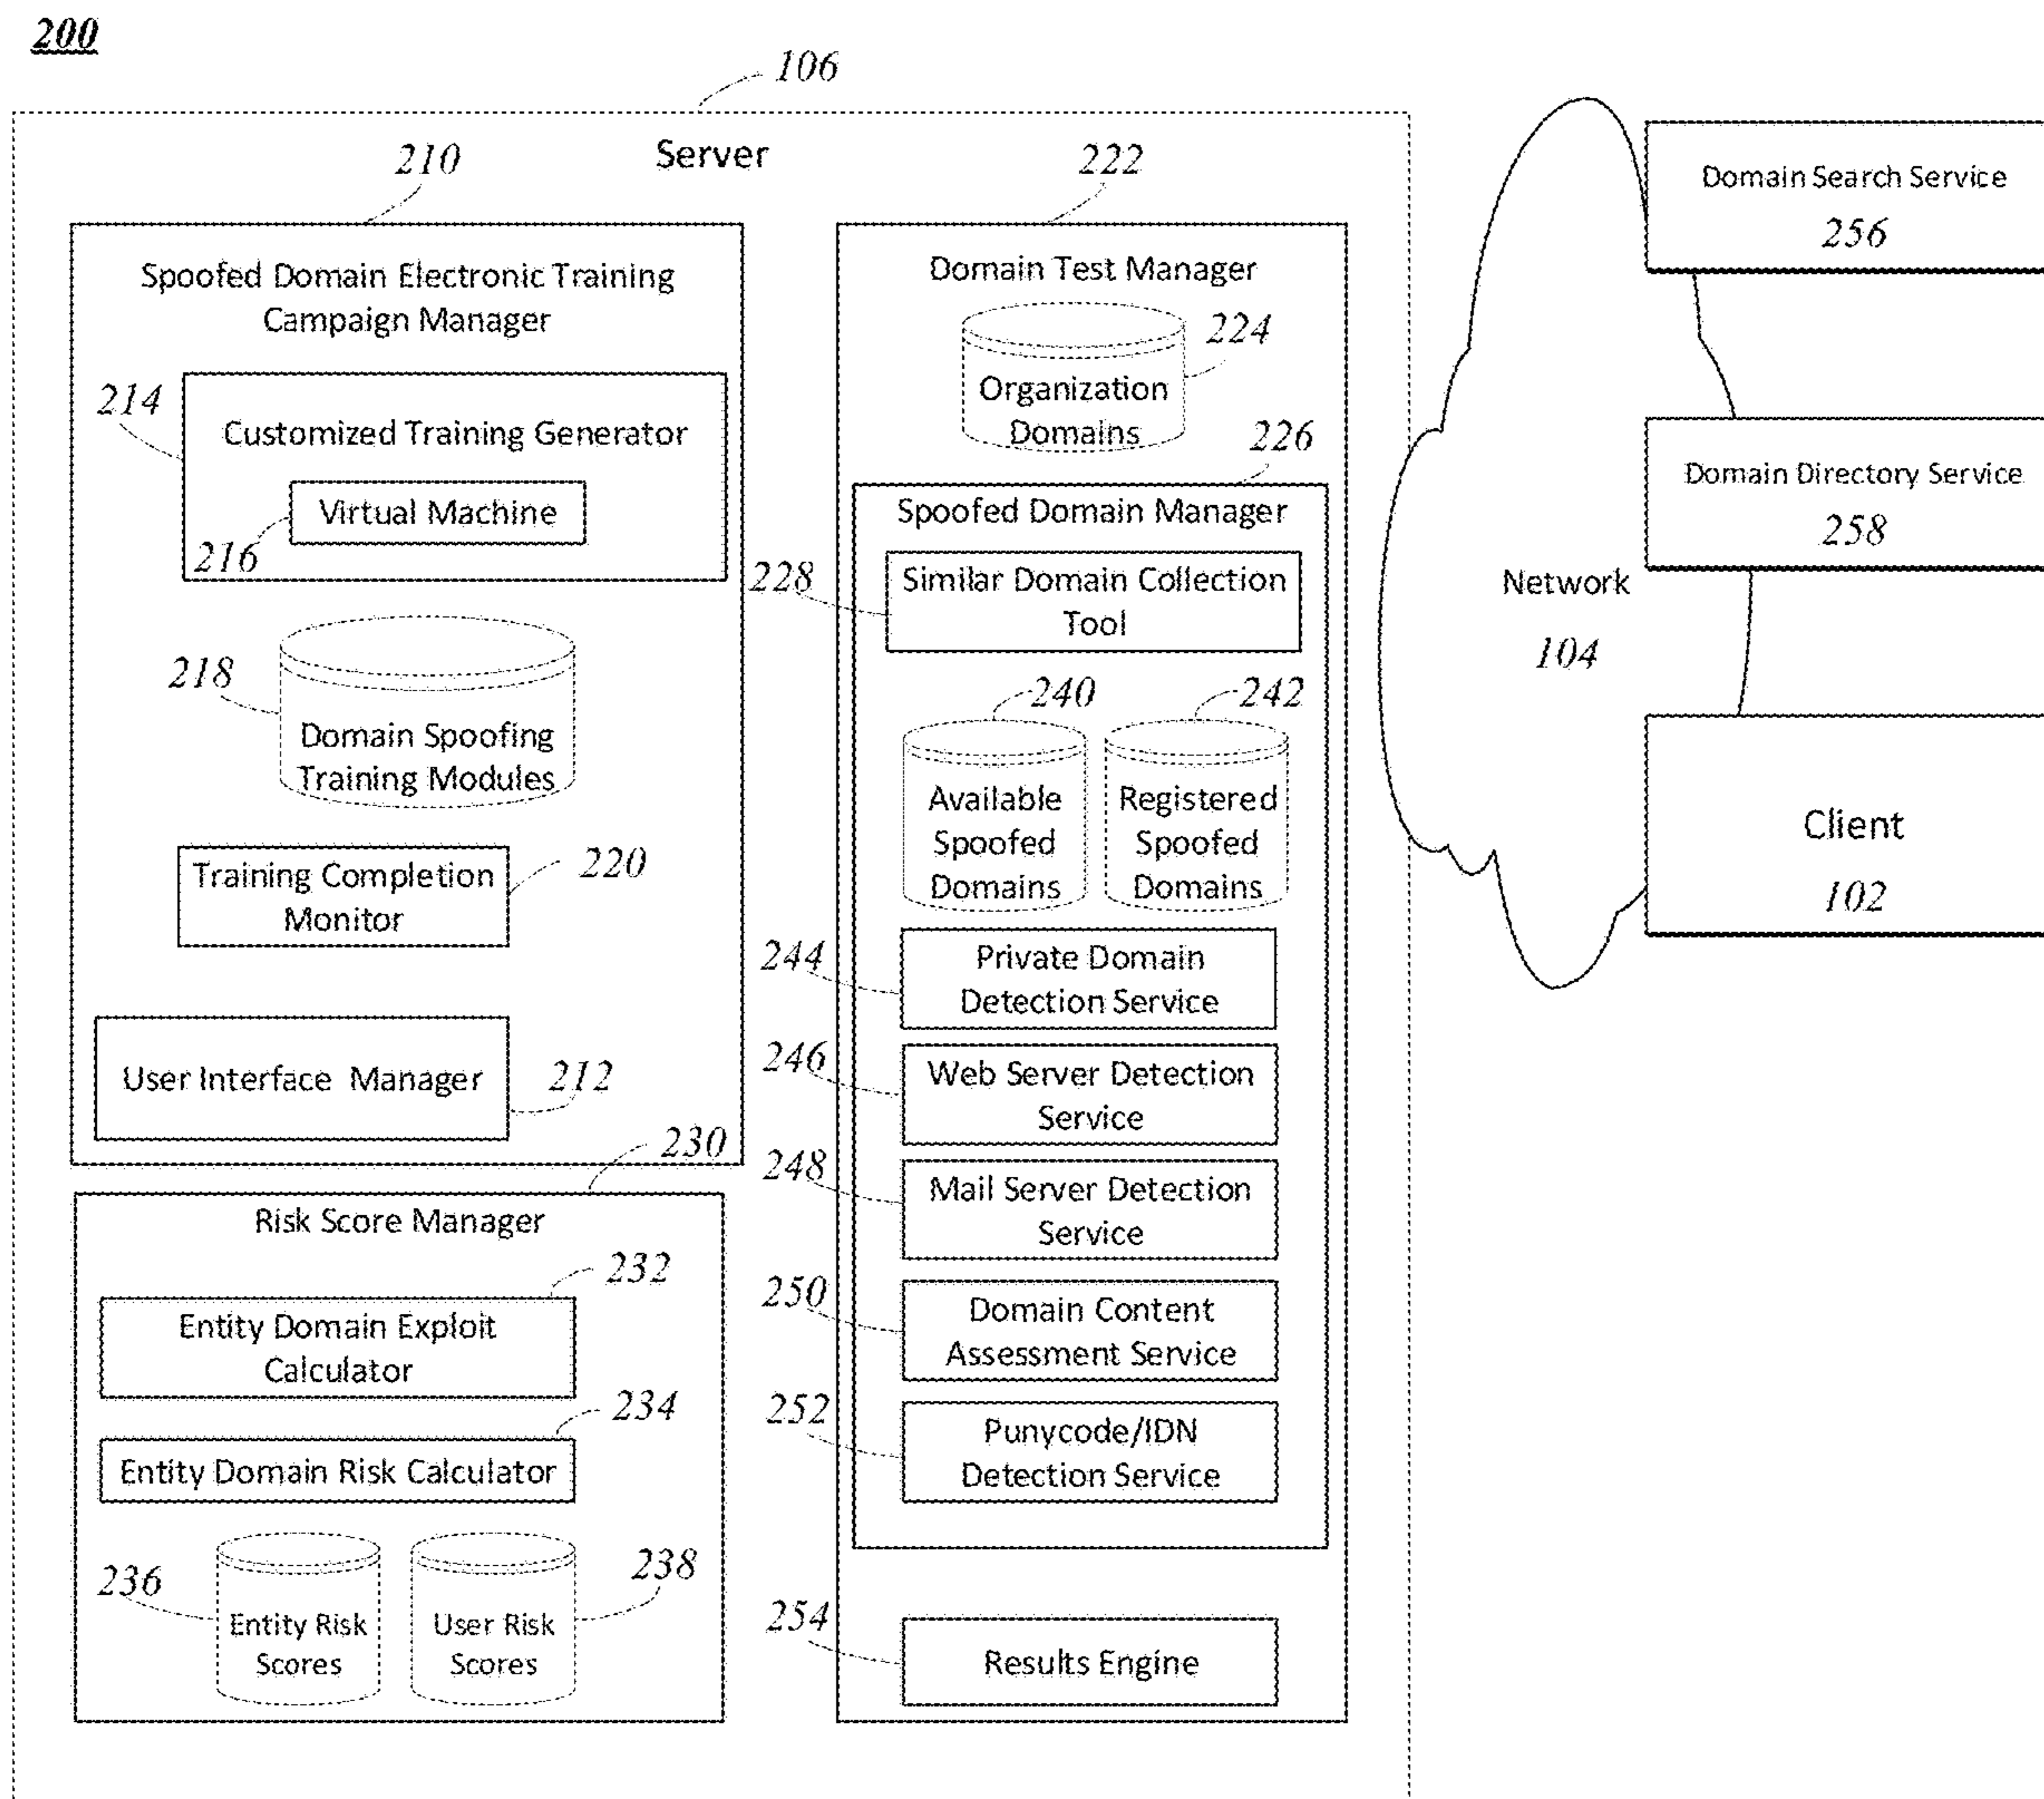 200
106
Server
210
Spoofed Domain Electronic Training
Campaign Manager
214
Customized Training Generator
Virtual Machine
216
218
Domain Spoofing
Training Modules
Training Completion
Monitor
220
User Interface Manager
212
230
Risk Score Manager
232
Entity Domain Exploit
Calculator
234
Entity Domain Risk Calculator
236
Entity Risk
Scores
238
User Risk
Scores
222
Domain Test Manager
224
Organization
Domains
226
Spoofed Domain Manager
228
Similar Domain Collection
Tool
240
Available
Spoofed
Domains
242
Registered
Spoofed
Domains
244
Private Domain
Detection Service
246
Web Server Detection
Service
248
Mail Server Detection
Service
250
Domain Content
Assessment Service
252
Punycode/IDN
Detection Service
254
Results Engine
Network
104
Domain Search Service
256
Domain Directory Service
258
Client
102